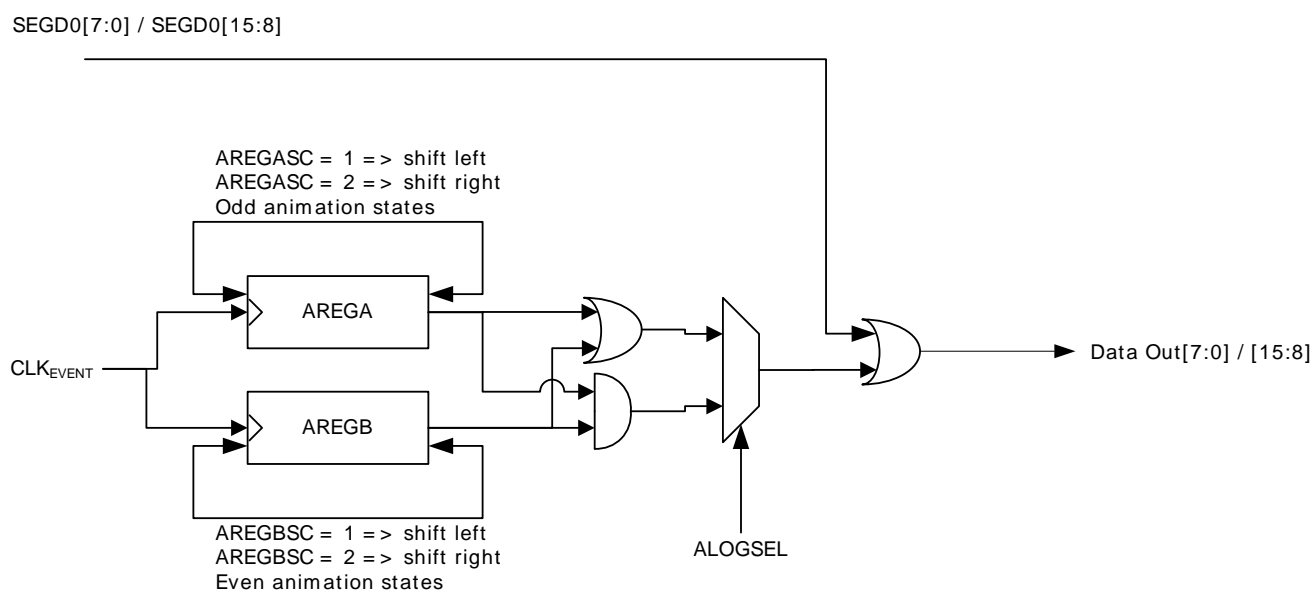 SEGD0[7:0] / SEGD0[15:8]
AREGASC = 1 => shift left
AREGASC = 2 => shift right
Odd animation states
AREGA
CLKEVENT
AREGB
Data Out[7:0] / [15:8]
AREGBSC = 1 => shift left
AREGBSC = 2 => shift right
Even animation states
ALOGSEL